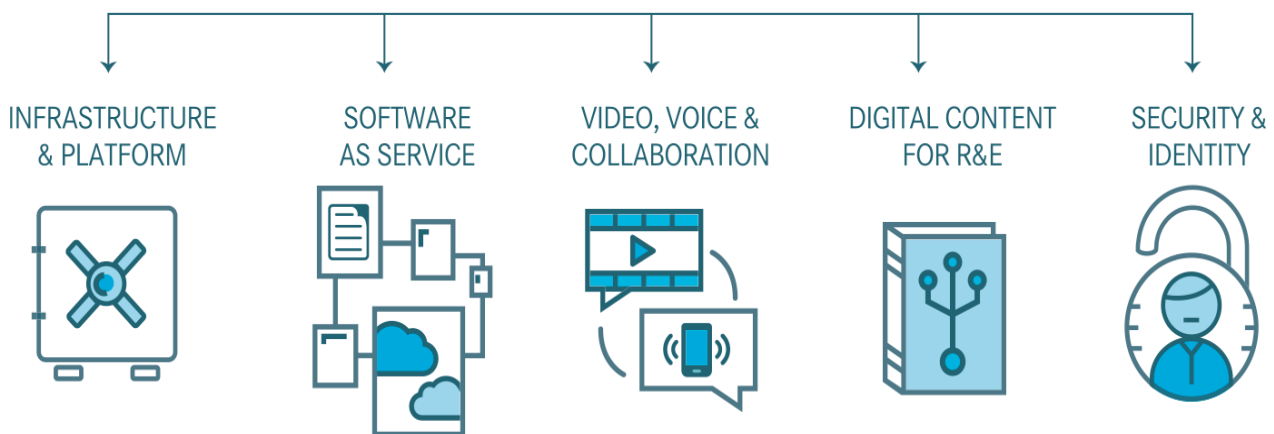 INFRASTRUCTURE
& PLATFORM
SOFTWARE
AS SERVICE
VIDEO, VOICE &
COLLABORATION
DIGITAL CONTENT
FOR R&E
SECURITY &
IDENTITY